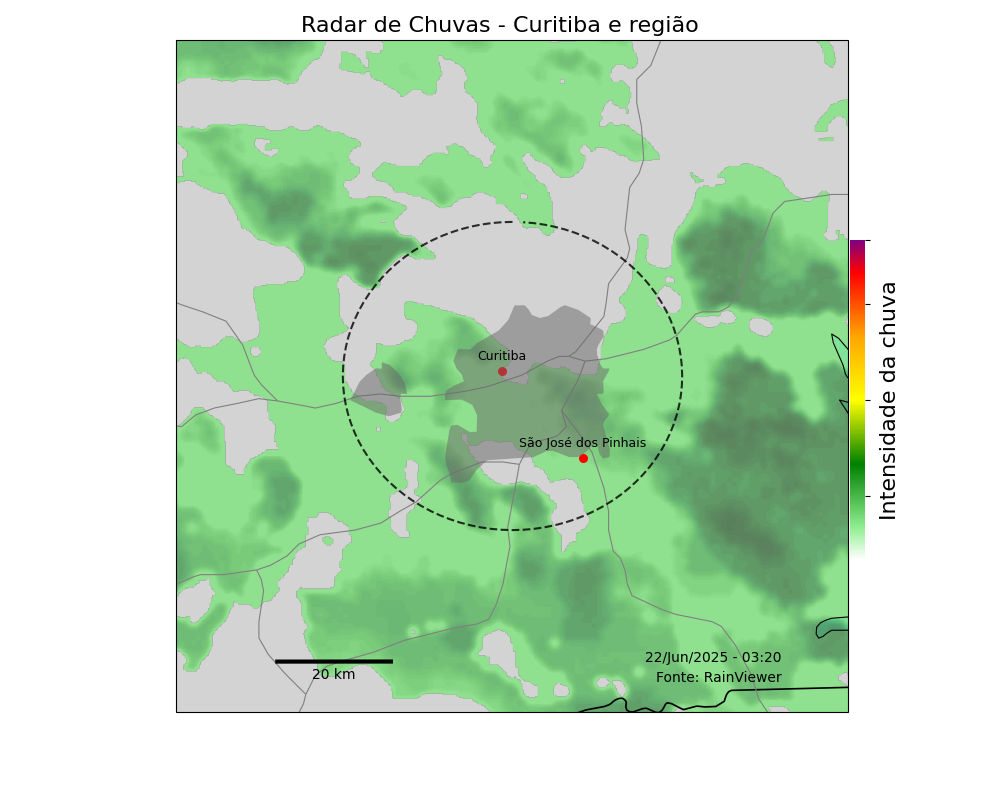 Radar de Chuvas - Curitiba e região
Curitiba
São José dos Pinhais
Intensidade da chuva
22/Jun/2025 - 03:20
Fonte: RainViewer
20 km